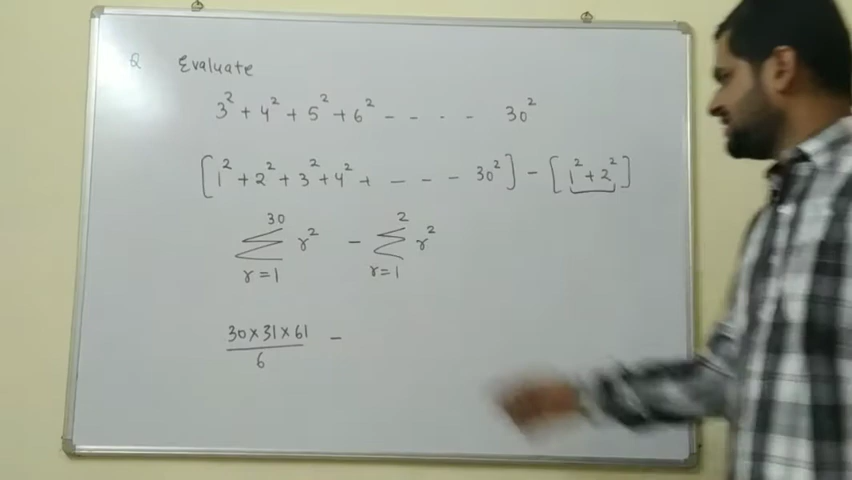 Q Evaluate
3² + 4² + 5² + 6² - - - - 30²
[1² + 2² + 3² + 4² + - - - 30²] - [1² + 2²]
30 2
∑ r² - ∑ r²
r=1 r=1
30×31×61 -
6